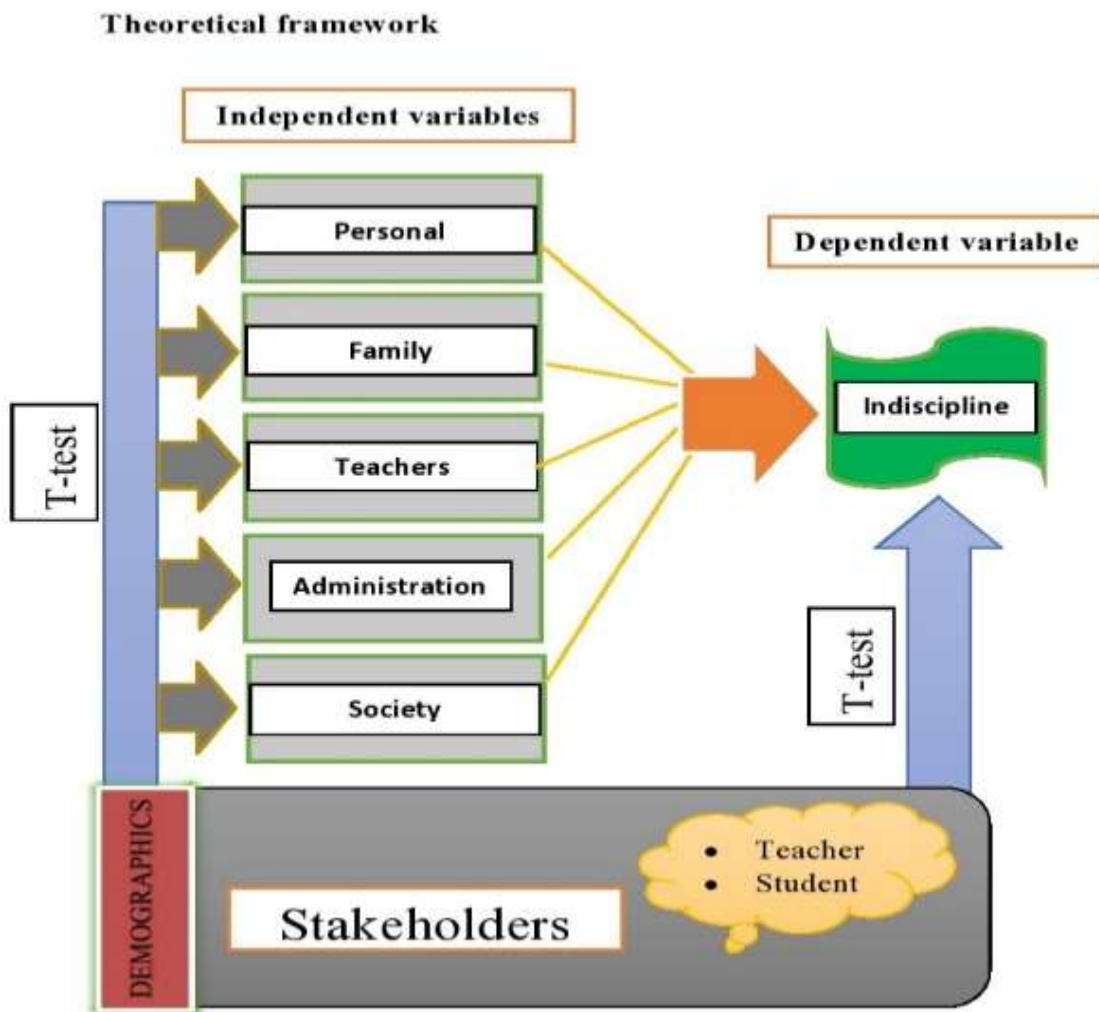 Theoretical framework
Independent variables
Personal
Dependent variable
Family
Indiscipline
T-test
Teachers
Administration
T-test
Society
DEMOGRAPHICS
Stakeholders
• Teacher
• Student